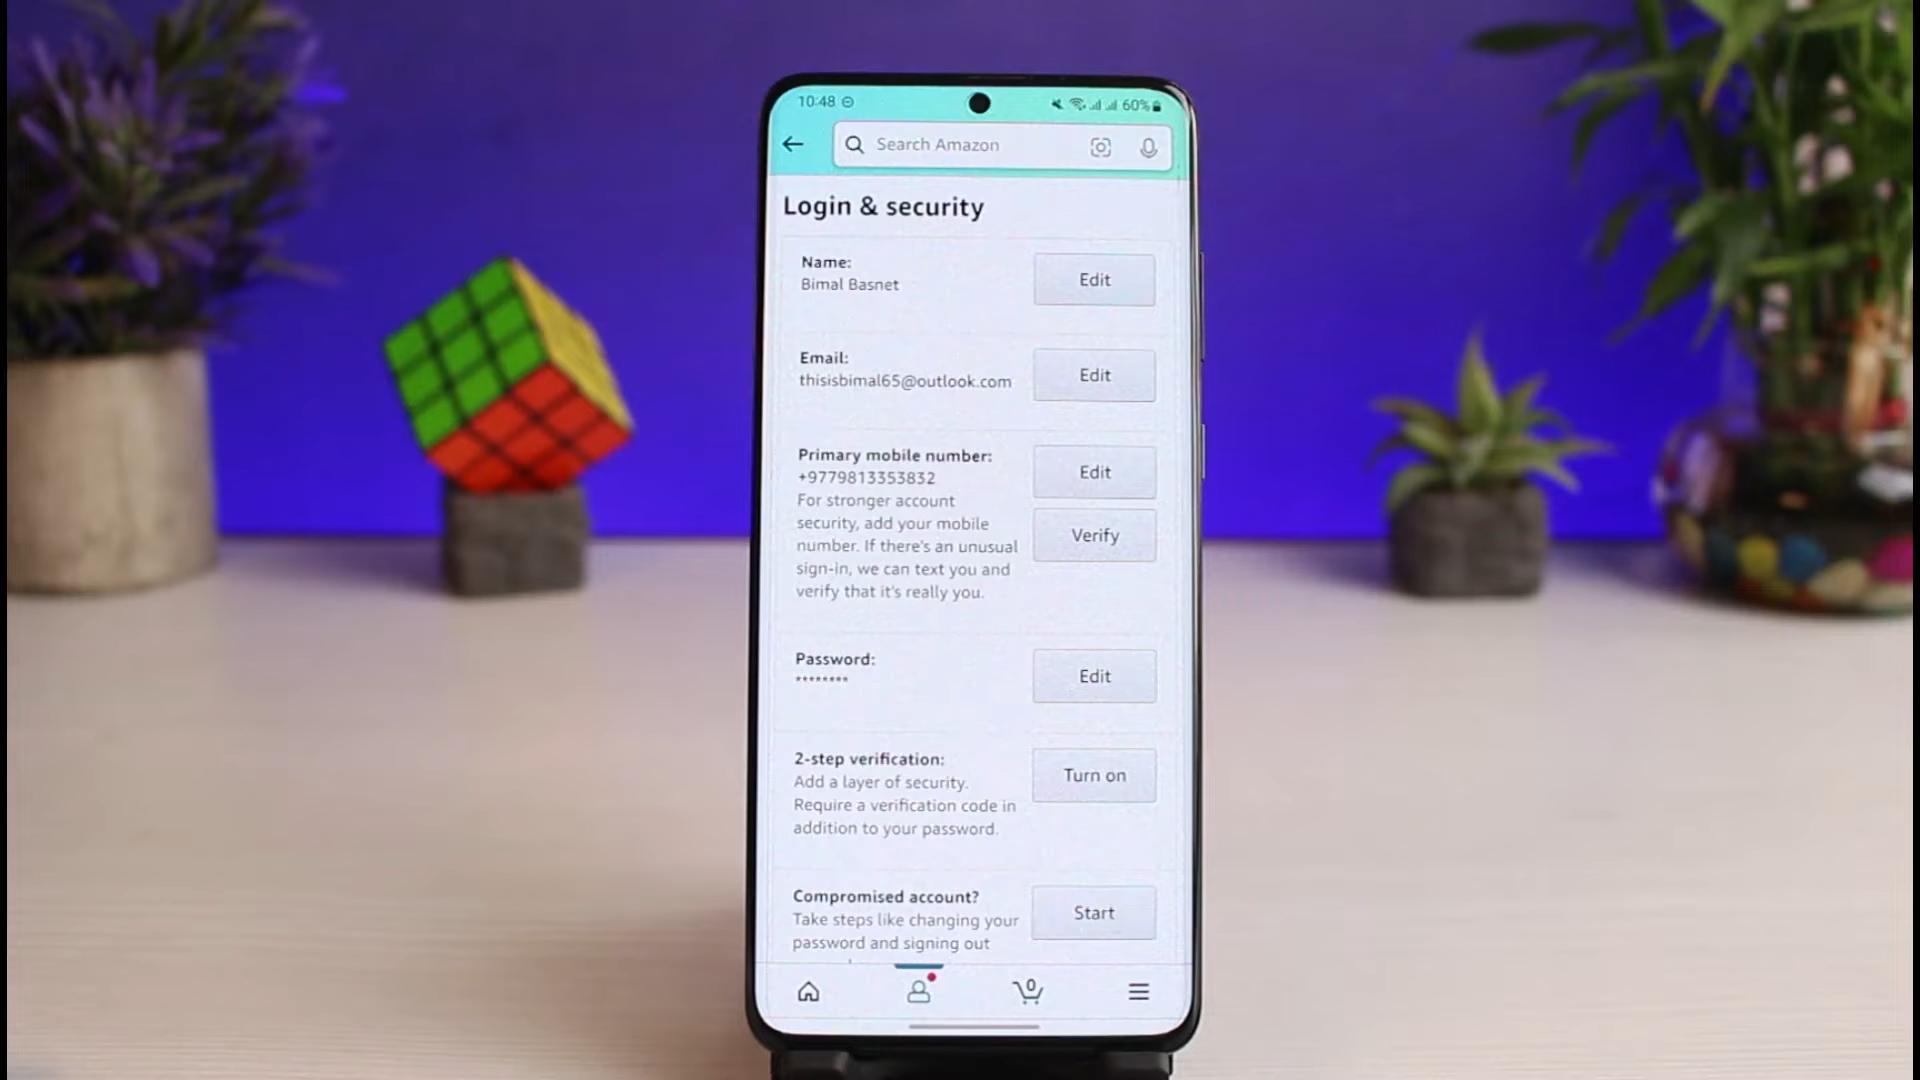 10:48
60%
Search Amazon
Login & security
Name:
Bimal Basnet
Edit
Email:
thisisbimal65@outlook.com
Edit
Primary mobile number:
+9779813353832
For stronger account
security, add your mobile
number. If there's an unusual
sign-in, we can text you and
verify that it's really you.
Edit
Verify
Password:
********
Edit
2-step verification:
Add a layer of security.
Require a verification code in
addition to your password.
Turn on
Compromised account?
Take steps like changing your
password and signing out
Start
0